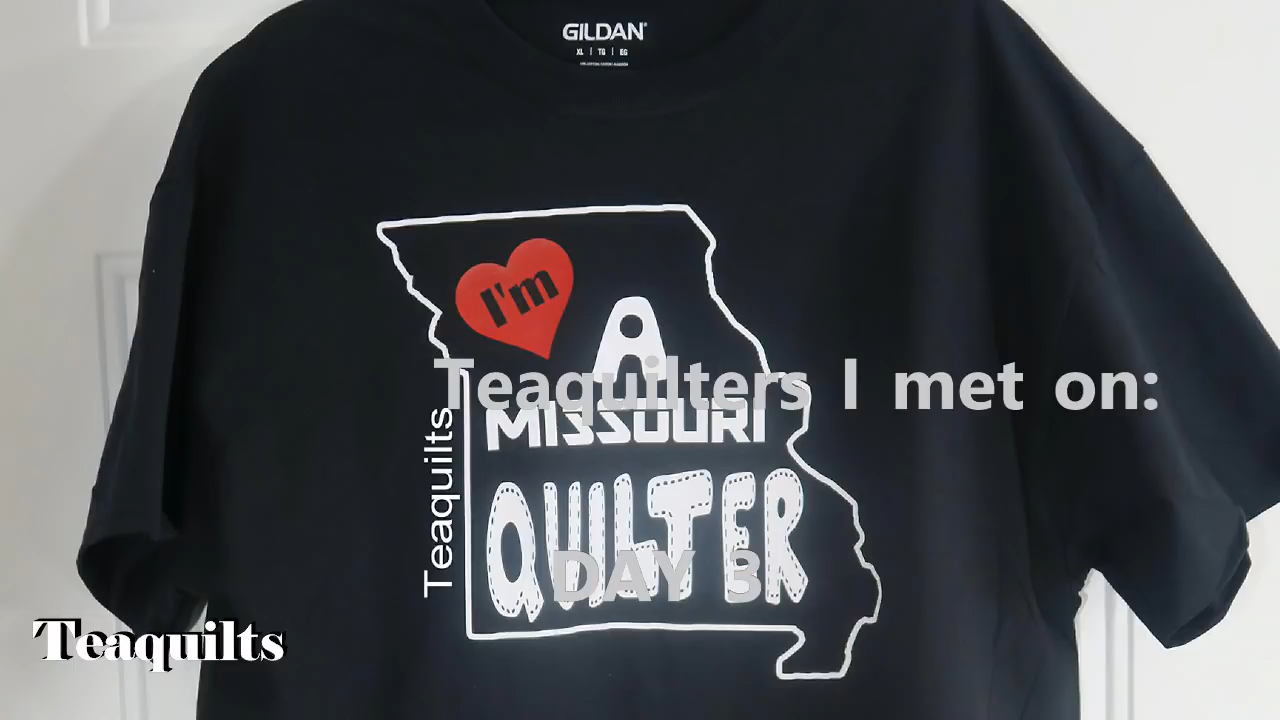 GILDAN
XL | TG | EG
I'm
A
Teaquilters I met on:
MISSOURI
Teaquilts
QUILTER
DAY 3
Teaquilts